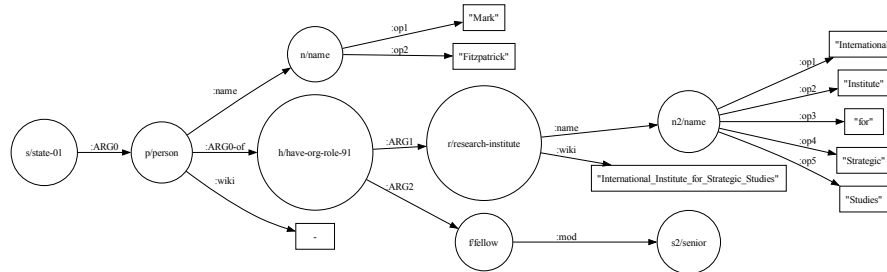 s/state-01
:ARG0
p/person
:name
n/name
:op1
"Mark"
:op2
"Fitzpatrick"
:ARG0-of
h/have-org-role-91
:ARG1
r/research-institute
:name
n2/name
:op1
"International
:op2
"Institute"
:op3
"for"
:op4
"Strategic"
:op5
"Studies"
:wiki
"International_Institute_for_Strategic_Studies"
:ARG2
f/fellow
:mod
s2/senior
:wiki
-